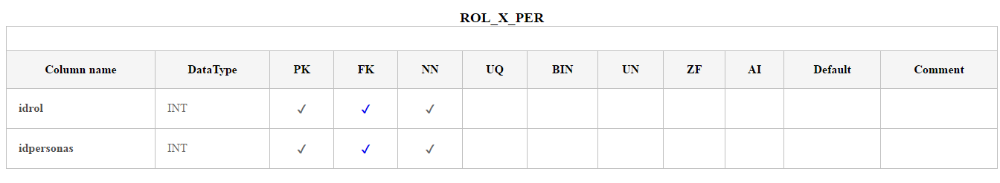 ROL_X_PER
Column name DataType PK FK NN UQ BIN UN ZF AI Default Comment
idrol INT ✓ ✓ ✓
idpersonas INT ✓ ✓ ✓